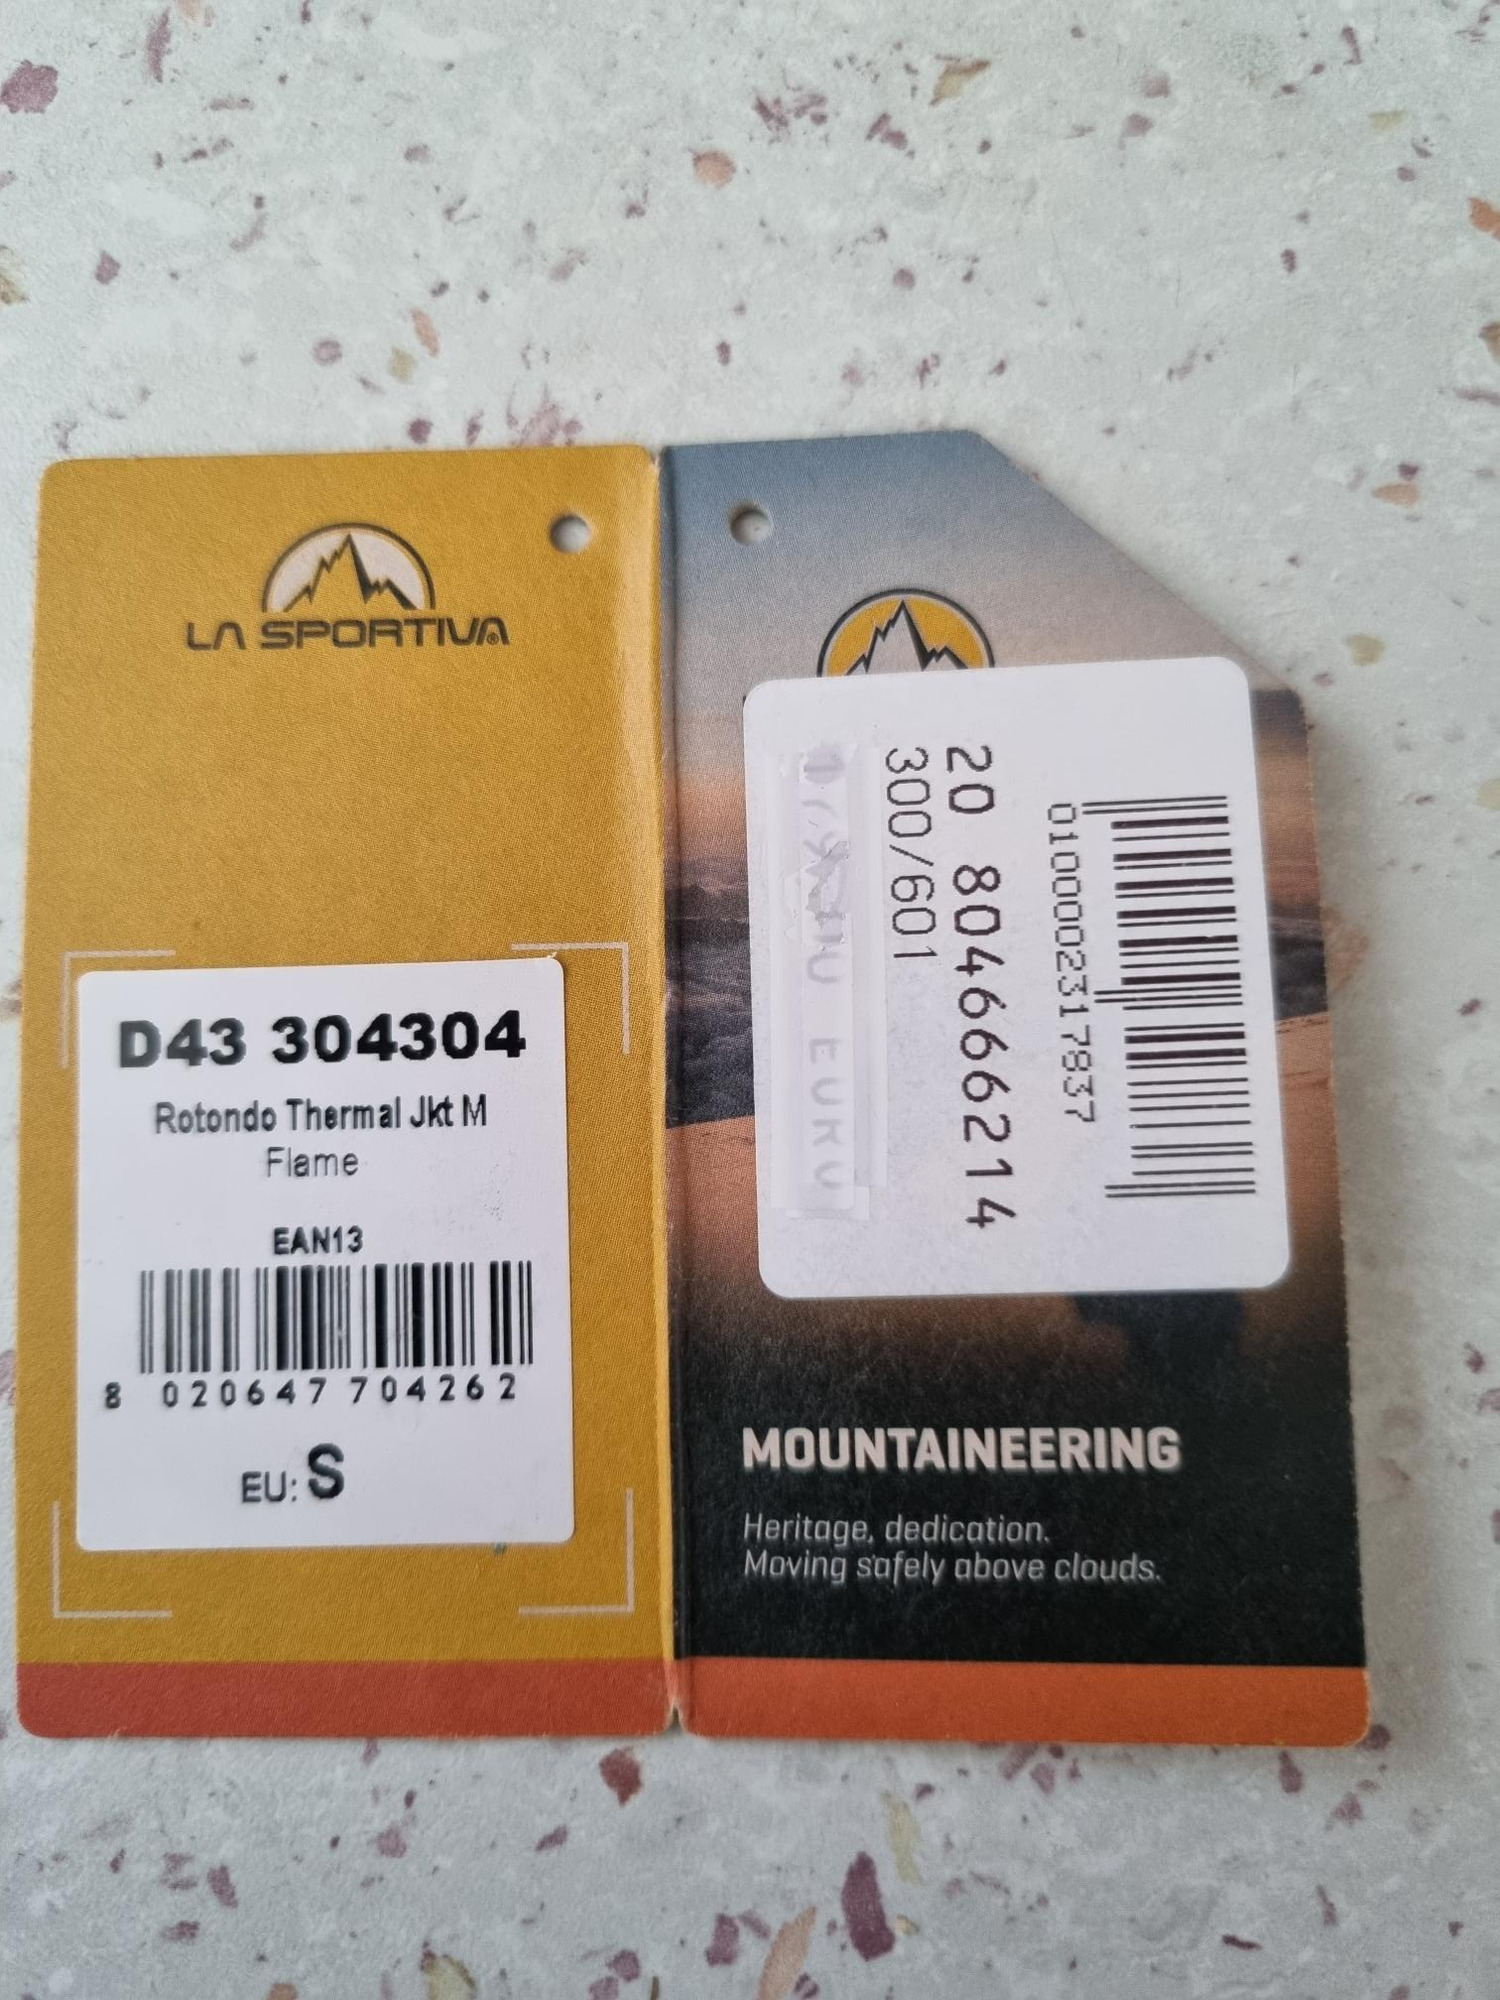 LA SPORTIVA®
D43 304304
Rotondo Thermal Jkt M
Flame
EAN13
8 020647 704262
EU: S
0100002317837
20 8046666214
300/601
EURO
MOUNTAINEERING
Heritage, dedication.
Moving safely above clouds.